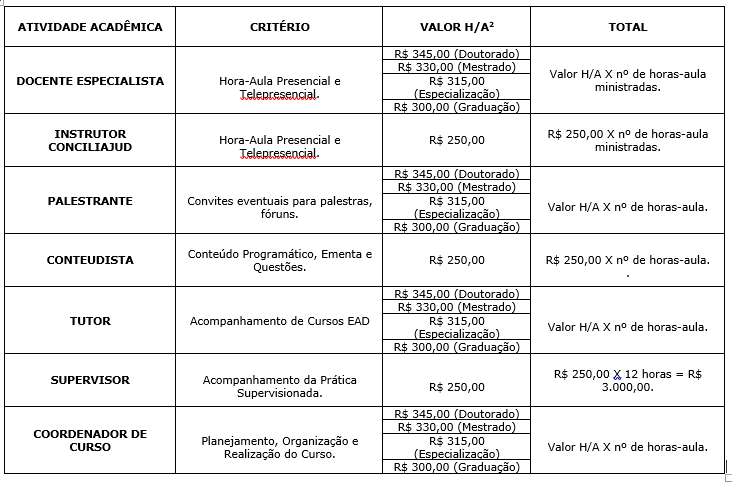 ATIVIDADE ACADÊMICA
CRITÉRIO
VALOR H/A²
TOTAL
DOCENTE ESPECIALISTA
Hora-Aula Presencial e
Telepresencial.
R$ 345,00 (Doutorado)
R$ 330,00 (Mestrado)
R$ 315,00
(Especialização)
R$ 300,00 (Graduação)
Valor H/A X nº de horas-aula
ministradas.
INSTRUTOR
CONCILIAJUD
Hora-Aula Presencial e
Telepresencial.
R$ 250,00
R$ 250,00 X nº de horas-aula
ministradas.
PALESTRANTE
Convites eventuais para palestras,
fóruns.
R$ 345,00 (Doutorado)
R$ 330,00 (Mestrado)
R$ 315,00
(Especialização)
R$ 300,00 (Graduação)
Valor H/A X nº de horas-aula.
CONTEUDISTA
Conteúdo Programático, Ementa e
Questões.
R$ 250,00
R$ 250,00 X nº de horas-aula.
.
TUTOR
Acompanhamento de Cursos EAD
R$ 345,00 (Doutorado)
R$ 330,00 (Mestrado)
R$ 315,00
(Especialização)
R$ 300,00 (Graduação)
Valor H/A X nº de horas-aula.
SUPERVISOR
Acompanhamento da Prática
Supervisionada.
R$ 250,00
R$ 250,00 X 12 horas = R$
3.000,00.
COORDENADOR DE
CURSO
Planejamento, Organização e
Realização do Curso.
R$ 345,00 (Doutorado)
R$ 330,00 (Mestrado)
R$ 315,00
(Especialização)
R$ 300,00 (Graduação)
Valor H/A X nº de horas-aula.